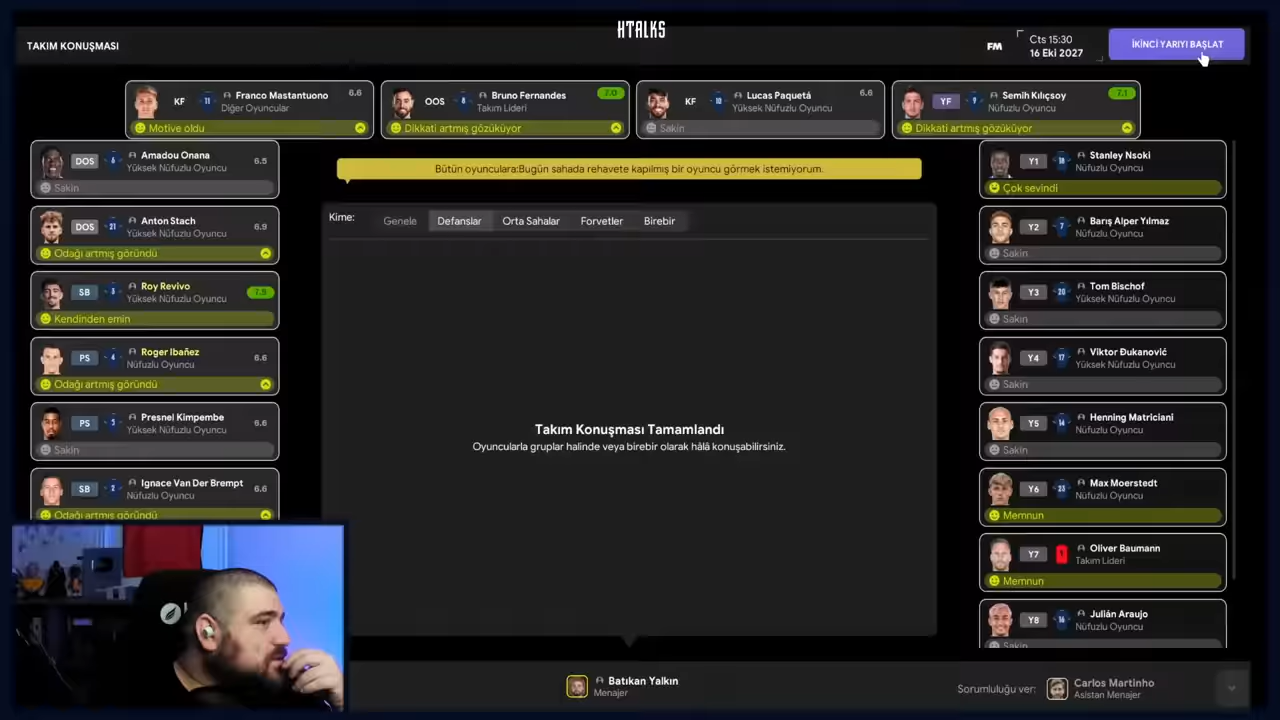 HTALKS
TAKIM KONUŞMASI
FM
Cts 15:30
16 Eki 2027
İKİNCİ YARIYI BAŞLAT
KF 11 Franco Mastantuono 6.6
Diğer Oyuncular
Motive oldu
OOS 8 Bruno Fernandes 7.0
Takım Lideri
Dikkati artmış gözüküyor
KF 10 Lucas Paquetá 6.6
Yüksek Nüfuzlu Oyuncu
Sakin
YF 9 Semih Kılıçsoy 7.1
Nüfuzlu Oyuncu
Dikkati artmış gözüküyor
DOS 6 Amadou Onana 6.5
Yüksek Nüfuzlu Oyuncu
Sakin
DOS 21 Anton Stach 6.9
Yüksek Nüfuzlu Oyuncu
Odağı artmış göründü
SB Roy Revivo 7.9
Yüksek Nüfuzlu Oyuncu
Kendinden emin
PS 4 Roger Ibañez 6.6
Nüfuzlu Oyuncu
Odağı artmış göründü
PS 5 Presnel Kimpembe 6.6
Yüksek Nüfuzlu Oyuncu
Sakin
SB 2 Ignace Van Der Brempt 6.6
Nüfuzlu Oyuncu
Odağı artmış göründü
Bütün oyunculara:Bugün sahada rehavete kapılmış bir oyuncu görmek istemiyorum.
Kime: Genele Defanslar Orta Sahalar Forvetler Birebir
Takım Konuşması Tamamlandı
Oyuncularla gruplar halinde veya birebir olarak hâlâ konuşabilirsiniz.
Y1 18 Stanley Nsoki
Yüksek Nüfuzlu Oyuncu
Çok sevindi
Y2 7 Barış Alper Yılmaz
Nüfuzlu Oyuncu
Sakin
Y3 20 Tom Bischof
Yüksek Nüfuzlu Oyuncu
Sakin
Y4 17 Viktor Đukanović
Yüksek Nüfuzlu Oyuncu
Sakin
Y5 14 Henning Matriciani
Nüfuzlu Oyuncu
Sakin
Y6 23 Max Moerstedt
Nüfuzlu Oyuncu
Memnun
Y7 1 Oliver Baumann
Takım Lideri
Memnun
Y8 16 Julián Araujo
Nüfuzlu Oyuncu
Sakin
Batıkan Yalkın
Menajer
Sorumluluğu ver: Carlos Martinho
Asistan Menajer